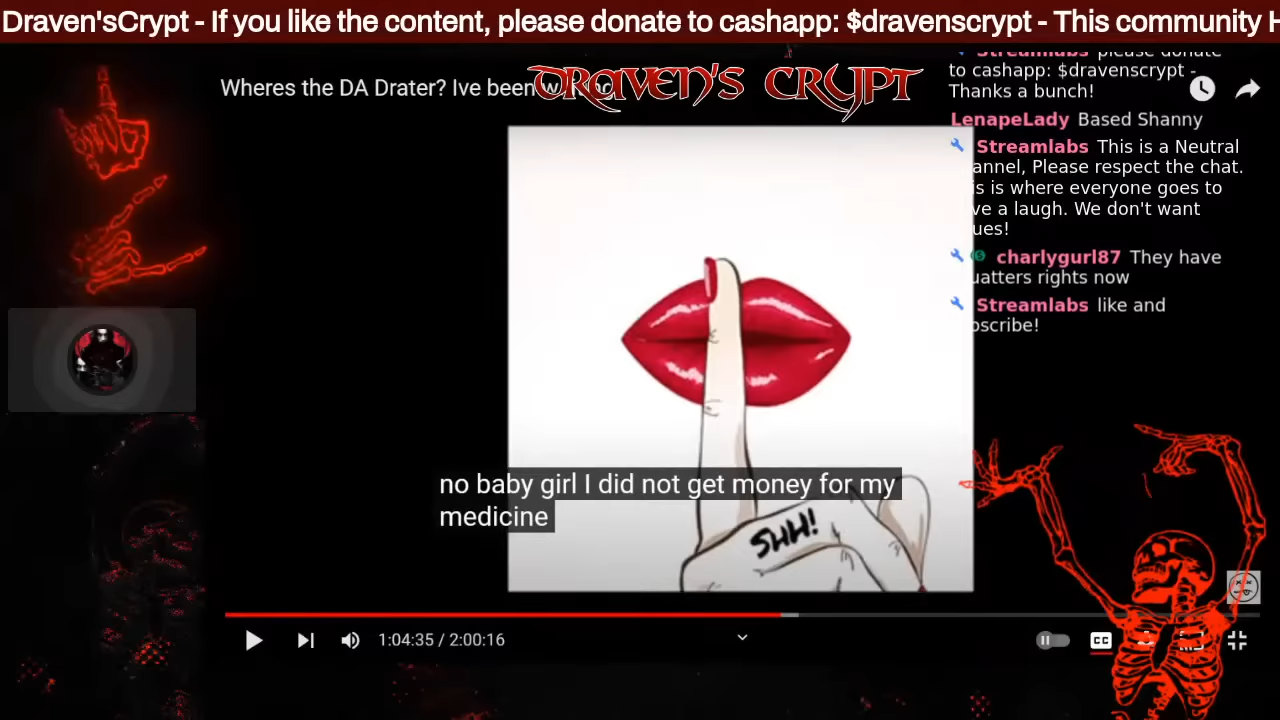 Draven'sCrypt - If you like the content, please donate to cashapp: $dravenscrypt - This community H
Wheres the DA Drater? Ive been
DRAVEN'S CRYPT
Streamlabs please donate
to cashapp: $dravenscrypt -
Thanks a bunch!
LenapeLady Based Shanny
Streamlabs This is a Neutral
annel, Please respect the chat.
is is where everyone goes to
ve a laugh. We don't want
ues!
charlygurl87 They have
uatters right now
Streamlabs like and
oscribe!
no baby girl I did not get money for my
medicine
SHH!
1:04:35 / 2:00:16
CC